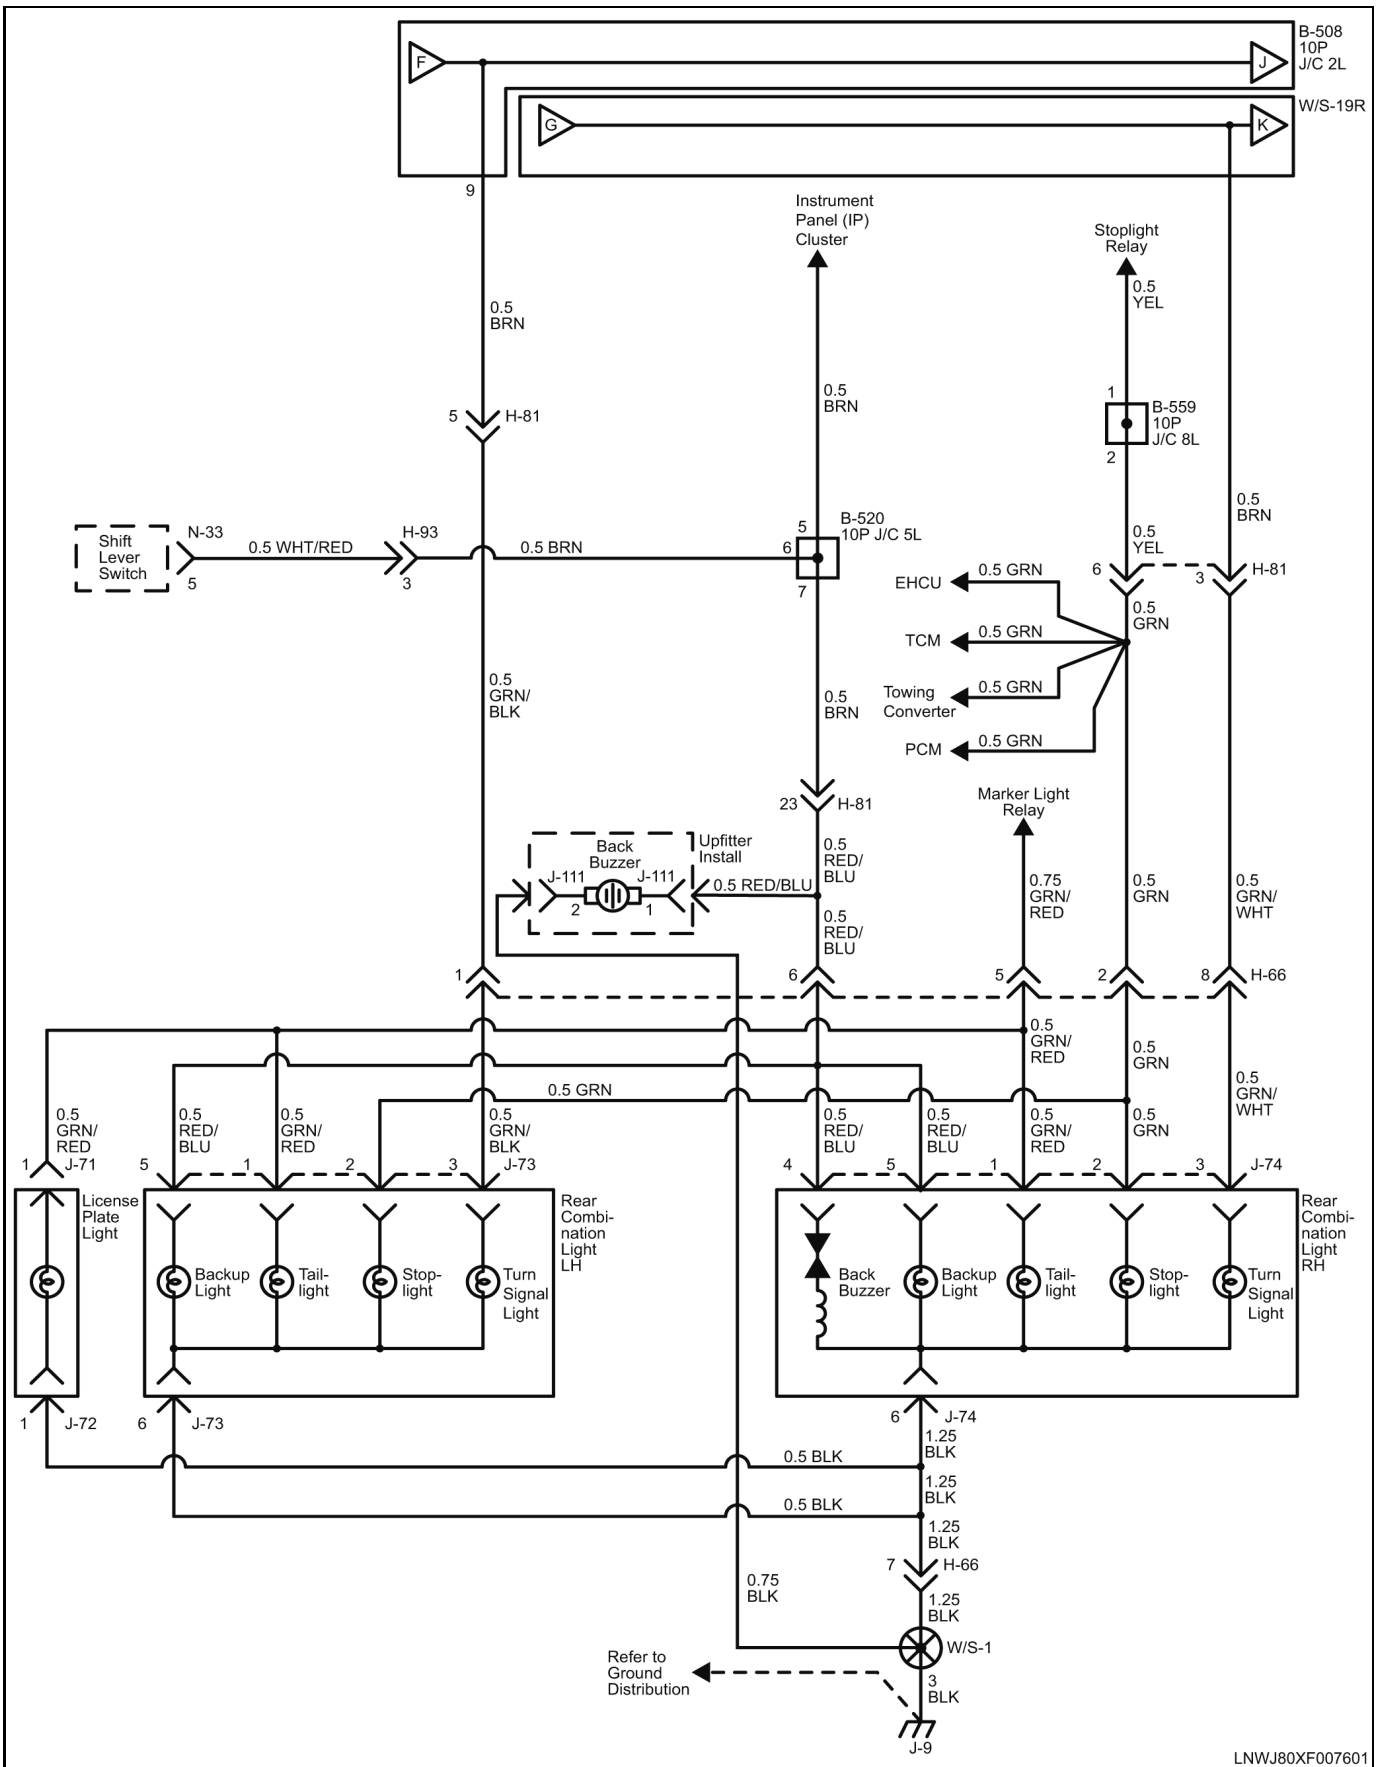 B-508
10P
J/C 2L
F
J
W/S-19R
G
K
9
Instrument
Panel (IP)
Cluster
Stoplight
Relay
0.5
YEL
0.5
BRN
0.5
BRN
1
B-559
10P
J/C 8L
2
5
H-81
0.5
BRN
Shift
Lever
Switch
N-33
5
0.5 WHT/RED
H-93
3
0.5 BRN
5
6
7
B-520
10P J/C 5L
0.5
YEL
6
3
H-81
EHCU
0.5 GRN
0.5
GRN
TCM
0.5 GRN
Towing
Converter
0.5 GRN
PCM
0.5 GRN
0.5
GRN/
BLK
0.5
BRN
23
H-81
Marker Light
Relay
Back
Buzzer
Upfitter
Install
J-111
J-111
2
1
0.5 RED/BLU
0.5
RED/
BLU
0.5
RED/
BLU
0.75
GRN/
RED
0.5
GRN
0.5
GRN/
WHT
1
6
5
2
8
H-66
0.5
GRN/
RED
0.5
GRN
0.5
GRN/
WHT
0.5 GRN
0.5
GRN/
RED
0.5
RED/
BLU
0.5
GRN/
RED
0.5
GRN/
BLK
0.5
RED/
BLU
0.5
RED/
BLU
0.5
GRN/
RED
0.5
GRN
1
J-71
5
1
2
3
J-73
4
5
1
2
3
J-74
License
Plate
Light
Rear
Combi-
nation
Light
LH
Rear
Combi-
nation
Light
RH
Backup
Light
Tail-
light
Stop-
light
Turn
Signal
Light
Back
Buzzer
Backup
Light
Tail-
light
Stop-
light
Turn
Signal
Light
1
J-72
6
J-73
6
J-74
1.25
BLK
0.5 BLK
1.25
BLK
0.5 BLK
1.25
BLK
7
H-66
0.75
BLK
1.25
BLK
W/S-1
Refer to
Ground
Distribution
3
BLK
J-9
LNWJ80XF007601